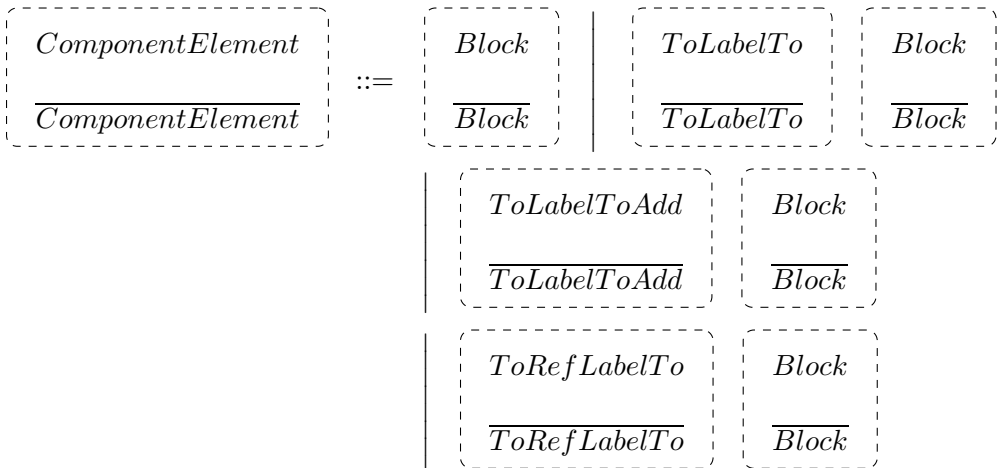 ComponentElement Block | ToLabelTo Block
::=
ComponentElement Block ToLabelTo Block
| ToLabelToAdd Block
ToLabelToAdd Block
| ToRefLabelTo Block
ToRefLabelTo Block